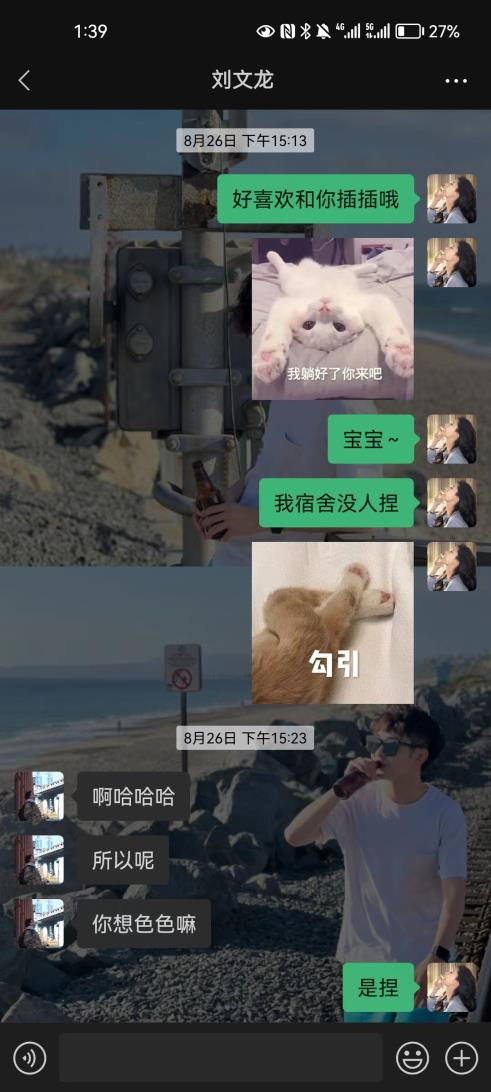 1:39
4G
5G
27%
刘文龙
8月26日 下午15:13
好喜欢和你插插哦
我躺好了你来吧
宝宝~
我宿舍没人捏
勾引
8月26日 下午15:23
啊哈哈哈
所以呢
你想色色嘛
是捏